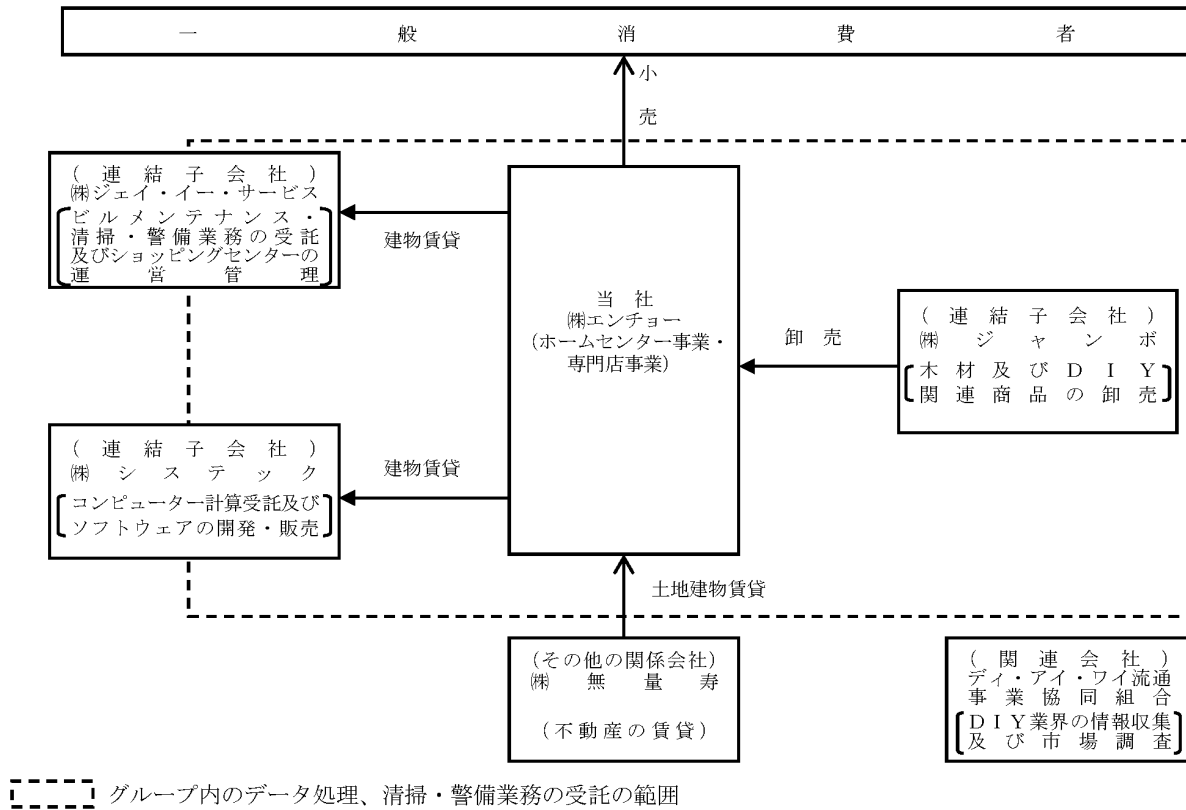 一般消費者
小
売
(連結子会社)
㈱ジェイ・イー・サービス
ビルメンテナンス・
清掃・警備業務の受託
及びショッピングセンターの
運営管理
建物賃貸
当社
㈱エンチョー
(ホームセンター事業・
専門店事業)
卸売
(連結子会社)
㈱ジャンボ
木材及びDIY
関連商品の卸売
(連結子会社)
㈱システック
コンピューター計算受託及び
ソフトウェアの開発・販売
建物賃貸
土地建物賃貸
(その他の関係会社)
㈱無量寿
(不動産の賃貸)
(関連会社)
ディ・アイ・ワイ流通
事業協同組合
DIY業界の情報収集
及び市場調査
グループ内のデータ処理、清掃・警備業務の受託の範囲